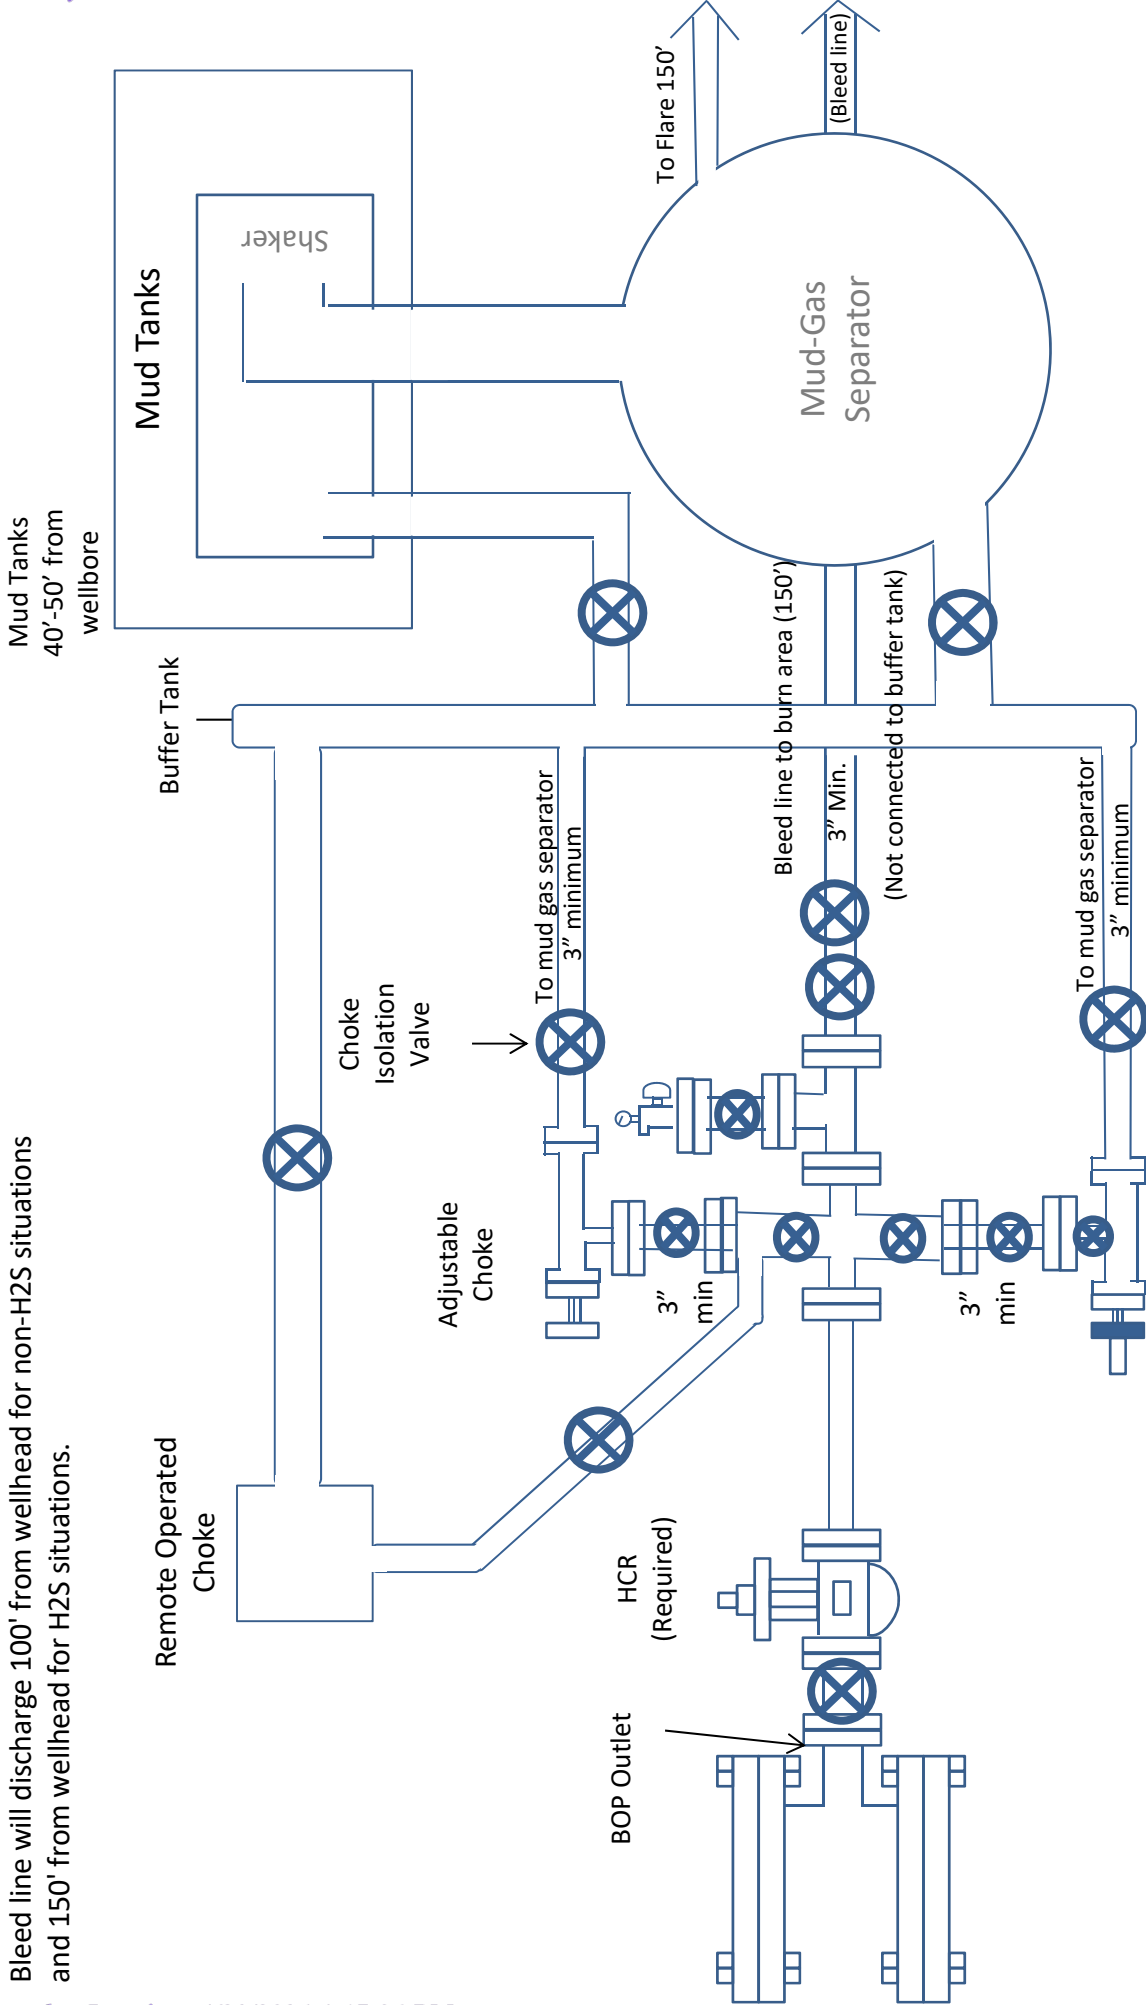 Bleed line will discharge 100' from wellhead for non-H2S situations
and 150' from wellhead for H2S situations.
Mud Tanks
40’-50’ from
wellbore
Mud Tanks
Shaker
Buffer Tank
Remote Operated
Choke
Choke
Isolation
Valve
Adjustable
Choke
To mud gas separator
3” minimum
To Flare 150’
(Bleed line)
Mud-Gas
Separator
Bleed line to burn area (150’)
3” Min.
(Not connected to buffer tank)
3”
min
3”
min
To mud gas separator
3” minimum
HCR
(Required)
BOP Outlet